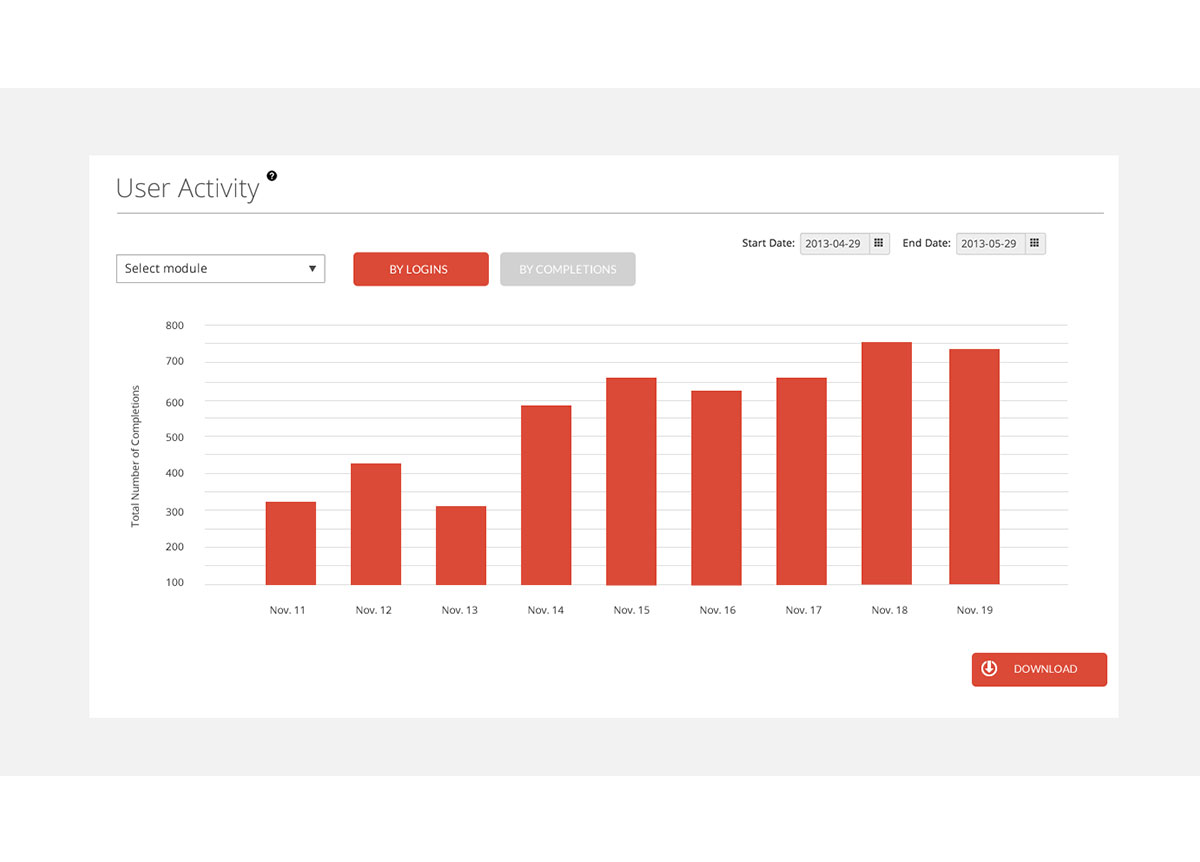 User Activity ?
Start Date: 2013-04-29 End Date: 2013-05-29
Select module
BY LOGINS
BY COMPLETIONS
Total Number of Completions
800
700
600
500
400
300
200
100
Nov. 11 Nov. 12 Nov. 13 Nov. 14 Nov. 15 Nov. 16 Nov. 17 Nov. 18 Nov. 19
DOWNLOAD